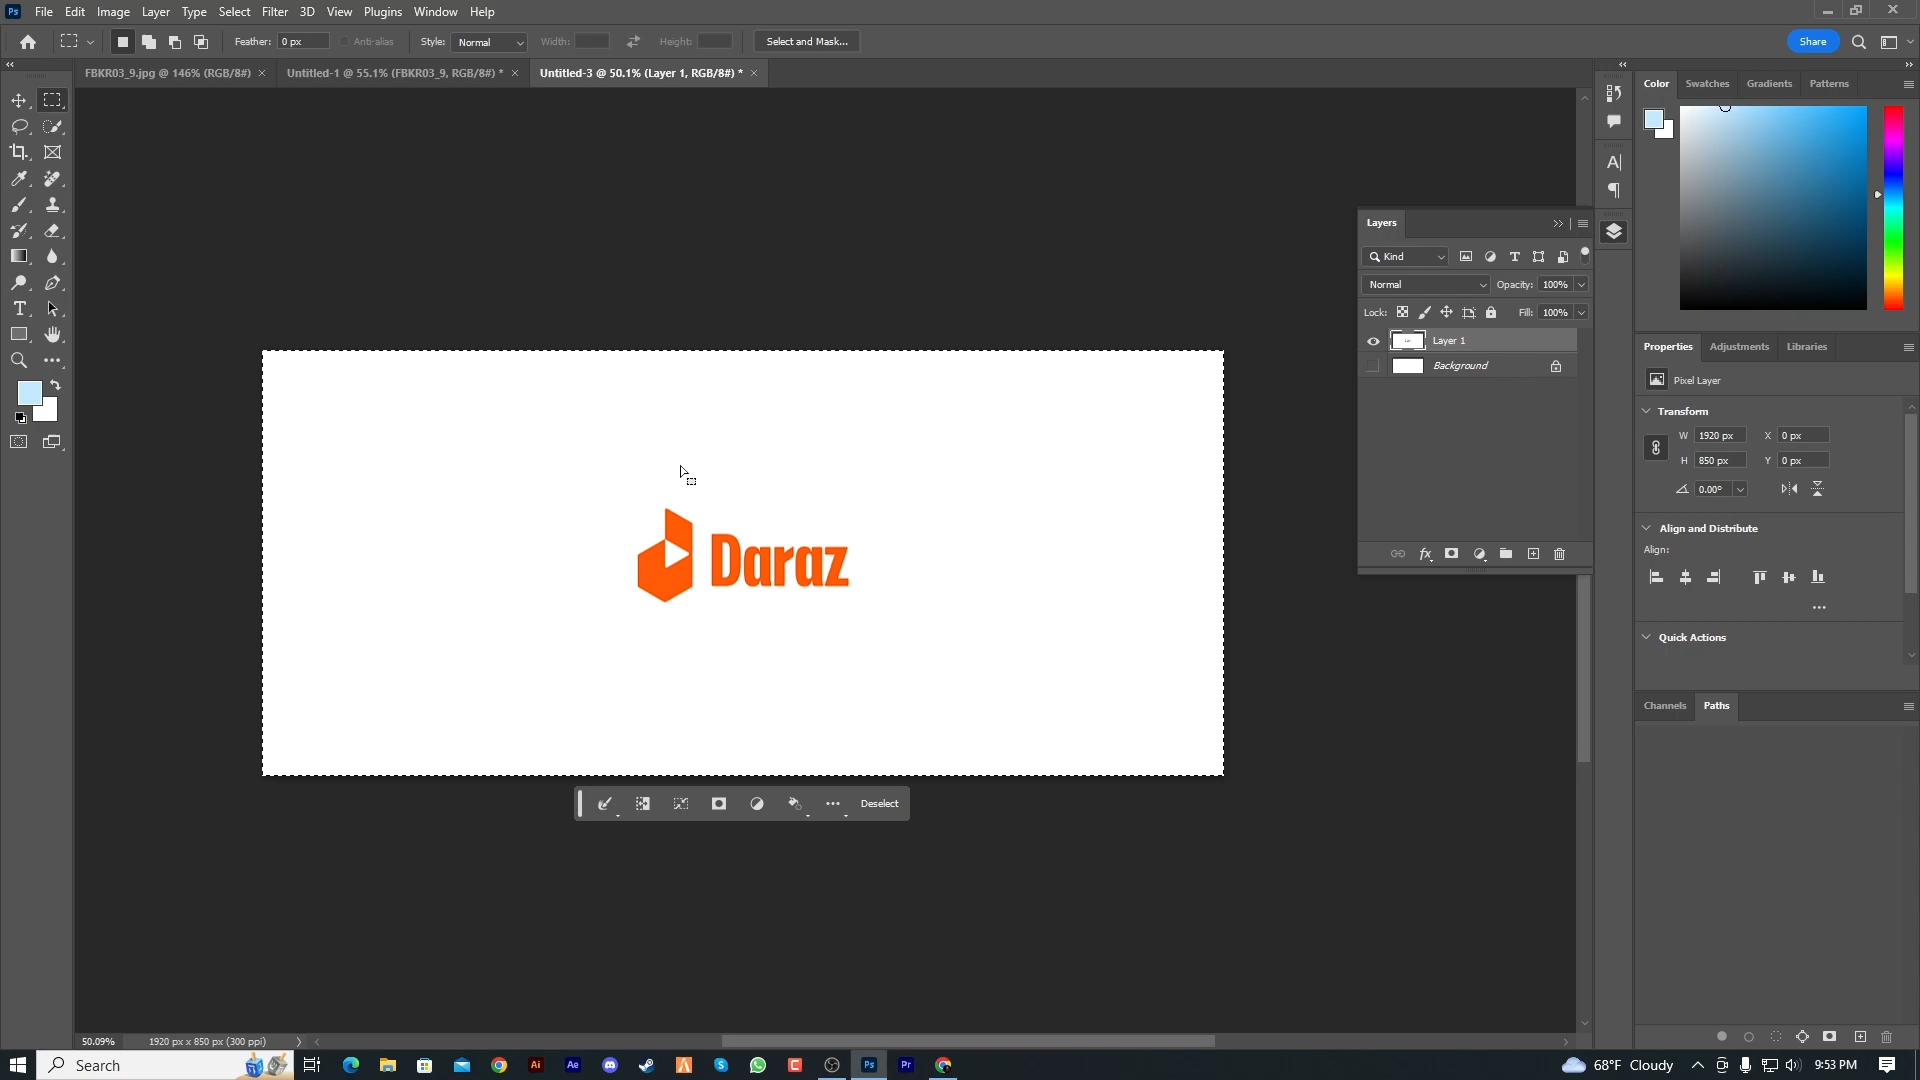 Ps File Edit Image Layer Type Select Filter 3D View Plugins Window Help
Feather: 0 px Anti-alias Style: Normal Width: Height: Select and Mask... Share
FBKR03_9.jpg @ 146% (RGB/8#) × Untitled-1 @ 55.1% (FBKR03_9, RGB/8#) * × Untitled-3 @ 50.1% (Layer 1, RGB/8#) * ×
Color Swatches Gradients Patterns
Layers
Kind
Normal Opacity: 100%
Lock: Fill: 100%
Layer 1
Background
Properties Adjustments Libraries
Pixel Layer
Transform
W 1920 px X 0 px
H 850 px Y 0 px
0.00°
Align and Distribute
Align:
Quick Actions
Channels Paths
Daraz
Deselect
50.09% 1920 px x 850 px (300 ppi)
Search Ai Ae Ps Pr 68°F Cloudy 9:53 PM